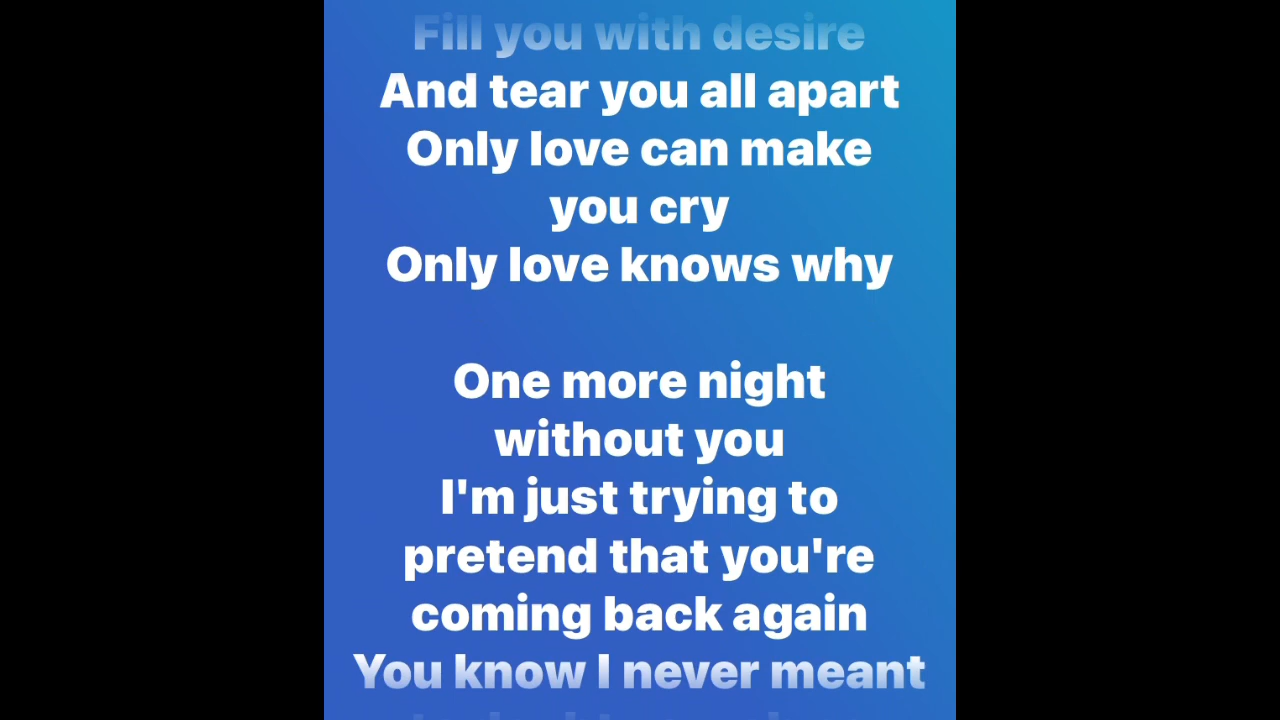 Fill you with desire
And tear you all apart
Only love can make
you cry
Only love knows why
One more night
without you
I'm just trying to
pretend that you're
coming back again
You know I never meant